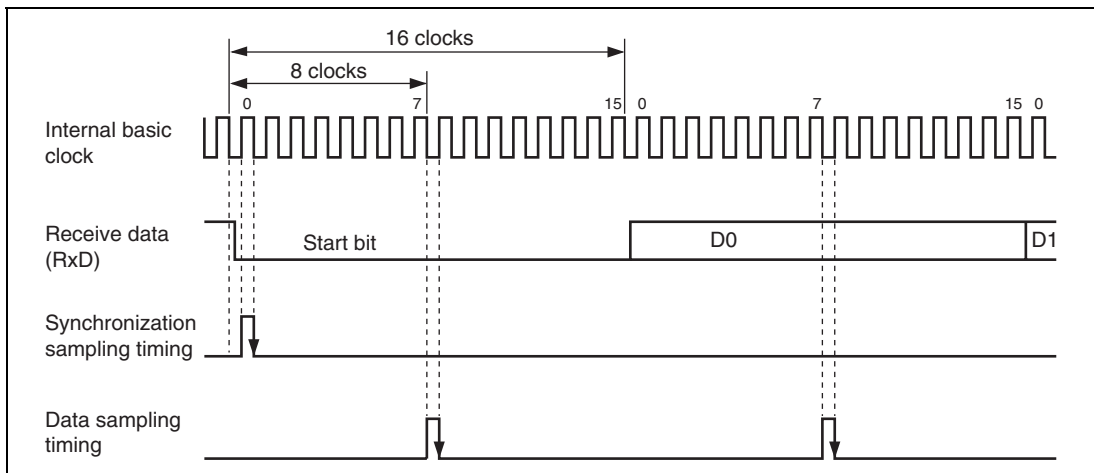 16 clocks
8 clocks
0 7 15 0 7 15 0
Internal basic
clock
Receive data
(RxD)
Start bit D0 D1
Synchronization
sampling timing
Data sampling
timing